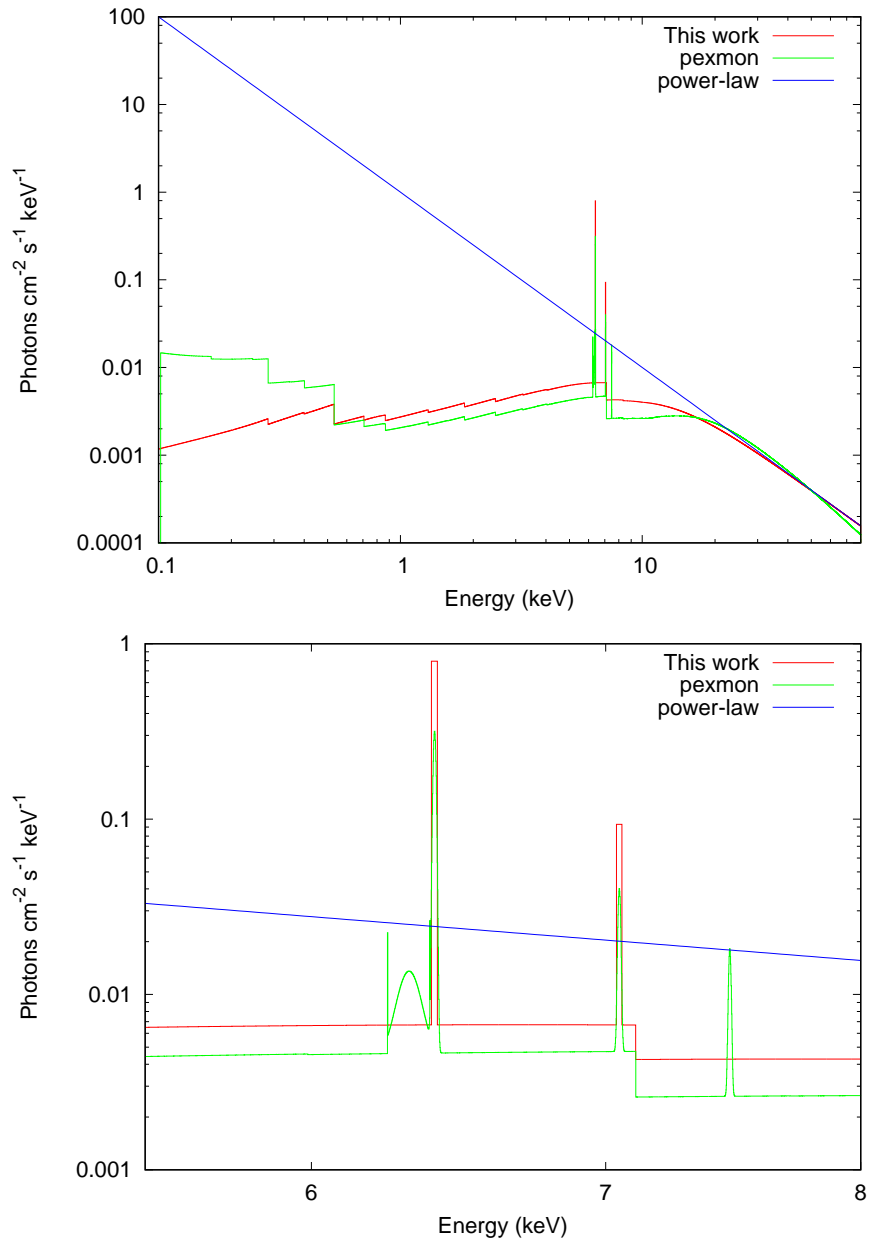 100
10
1
0.1
0.01
0.001
0.0001
Photons cm⁻² s⁻¹ keV⁻¹
This work
pexmon
power-law
0.1
1
10
Energy (keV)
1
0.1
0.01
0.001
Photons cm⁻² s⁻¹ keV⁻¹
This work
pexmon
power-law
6
7
8
Energy (keV)